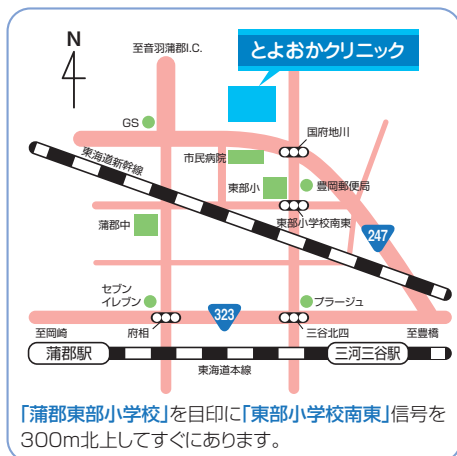 N
至音羽蒲郡I.C.
とよおかクリニック
GS
国府地川
東海道新幹線
市民病院
東部小
豊岡郵便局
蒲郡中
東部小学校南東
247
セブン
イレブン
プラージュ
323
至岡崎
府相
三谷北四
至豊橋
蒲郡駅
三河三谷駅
東海道本線
「蒲郡東部小学校」を目印に「東部小学校南東」信号を
300m北上してすぐにあります。